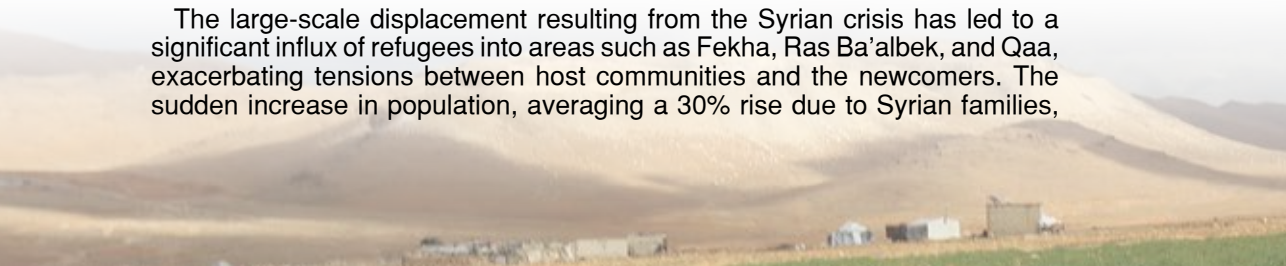 The large-scale displacement resulting from the Syrian crisis has led to a
significant influx of refugees into areas such as Fekha, Ras Ba’albek, and Qaa,
exacerbating tensions between host communities and the newcomers. The
sudden increase in population, averaging a 30% rise due to Syrian families,